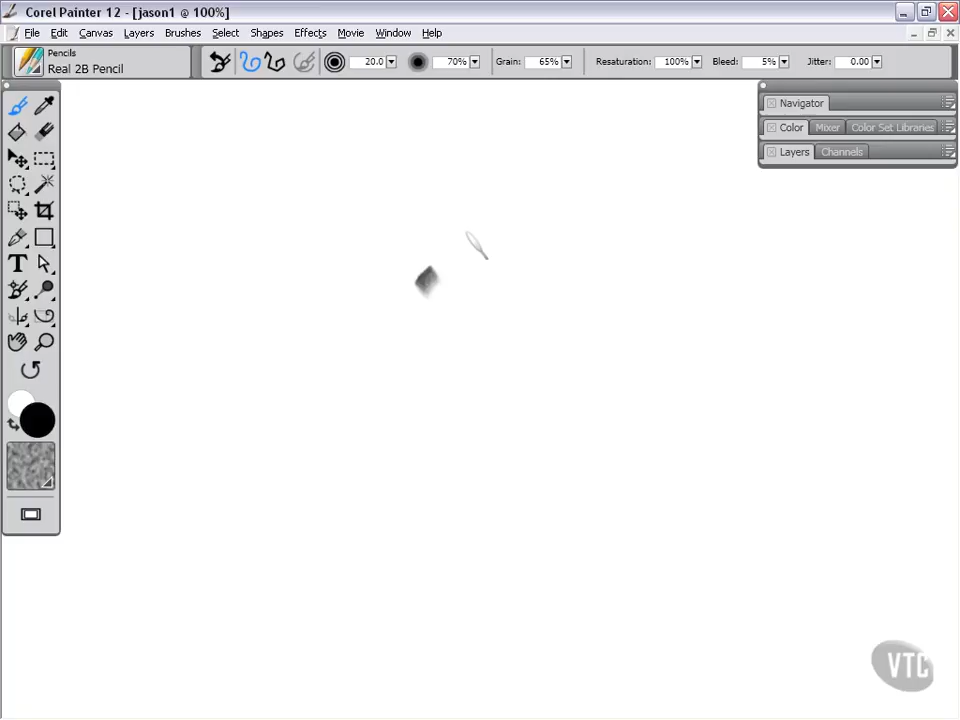 Corel Painter 12 - [jason1 @ 100%]
File Edit Canvas Layers Brushes Select Shapes Effects Movie Window Help
Pencils
Real 2B Pencil
20.0 70% Grain: 65% Resaturation: 100% Bleed: 5% Jitter: 0.00
Navigator
Color Mixer Color Set Libraries
Layers Channels
T
VTC